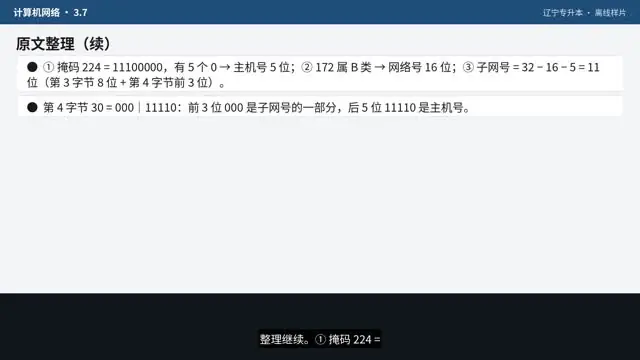 计算机网络 · 3.7
辽宁专升本 · 离线样片
原文整理（续）
● ① 掩码 224 = 11100000，有 5 个 0 → 主机号 5 位；② 172 属 B 类 → 网络号 16 位；③ 子网号 = 32 − 16 − 5 = 11
位（第 3 字节 8 位 + 第 4 字节前 3 位）。
● 第 4 字节 30 = 000｜11110：前 3 位 000 是子网号的一部分，后 5 位 11110 是主机号。
整理继续。① 掩码 224 =